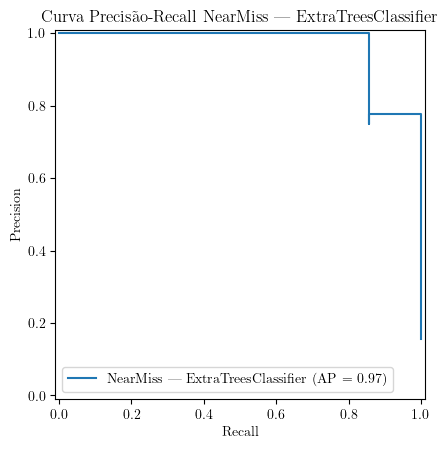 Curva Precisão-Recall NearMiss — ExtraTreesClassifier
1.0
0.8
0.6
0.4
0.2
0.0
Precision
NearMiss — ExtraTreesClassifier (AP = 0.97)
0.0 0.2 0.4 0.6 0.8 1.0
Recall